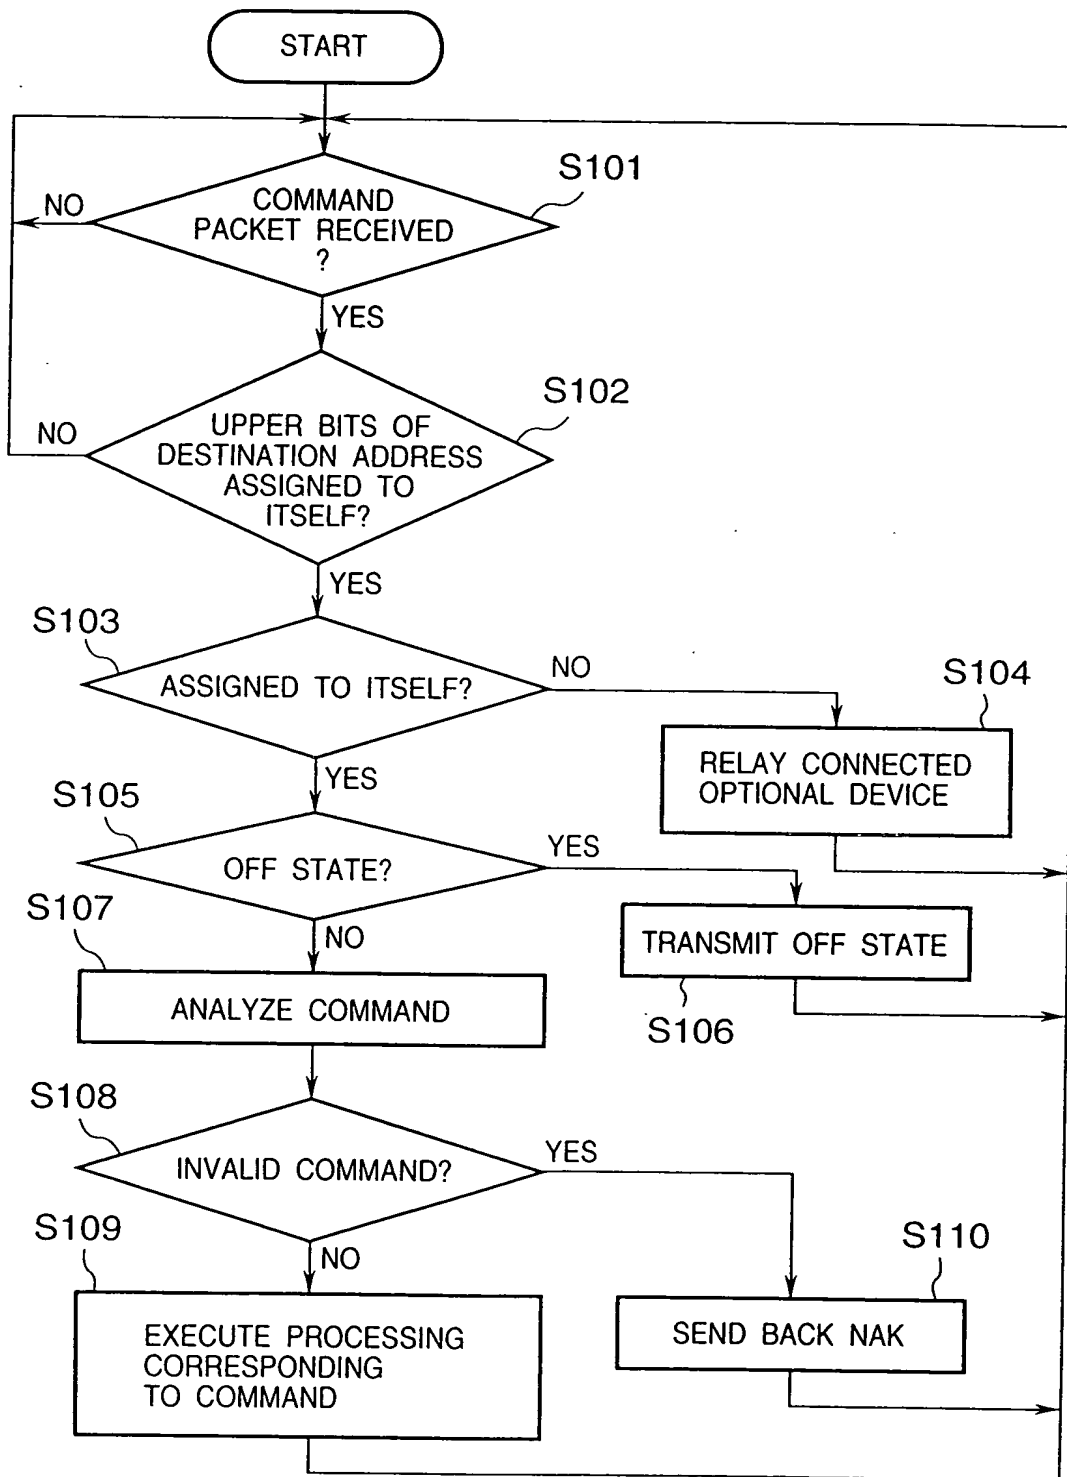 START
S101
COMMAND
PACKET RECEIVED
?
NO
YES
S102
UPPER BITS OF
DESTINATION ADDRESS
ASSIGNED TO
ITSELF?
NO
YES
S103
ASSIGNED TO ITSELF?
NO
S104
RELAY CONNECTED
OPTIONAL DEVICE
YES
S105
OFF STATE?
YES
TRANSMIT OFF STATE
S106
NO
S107
ANALYZE COMMAND
S108
INVALID COMMAND?
YES
S110
SEND BACK NAK
NO
S109
EXECUTE PROCESSING
CORRESPONDING
TO COMMAND